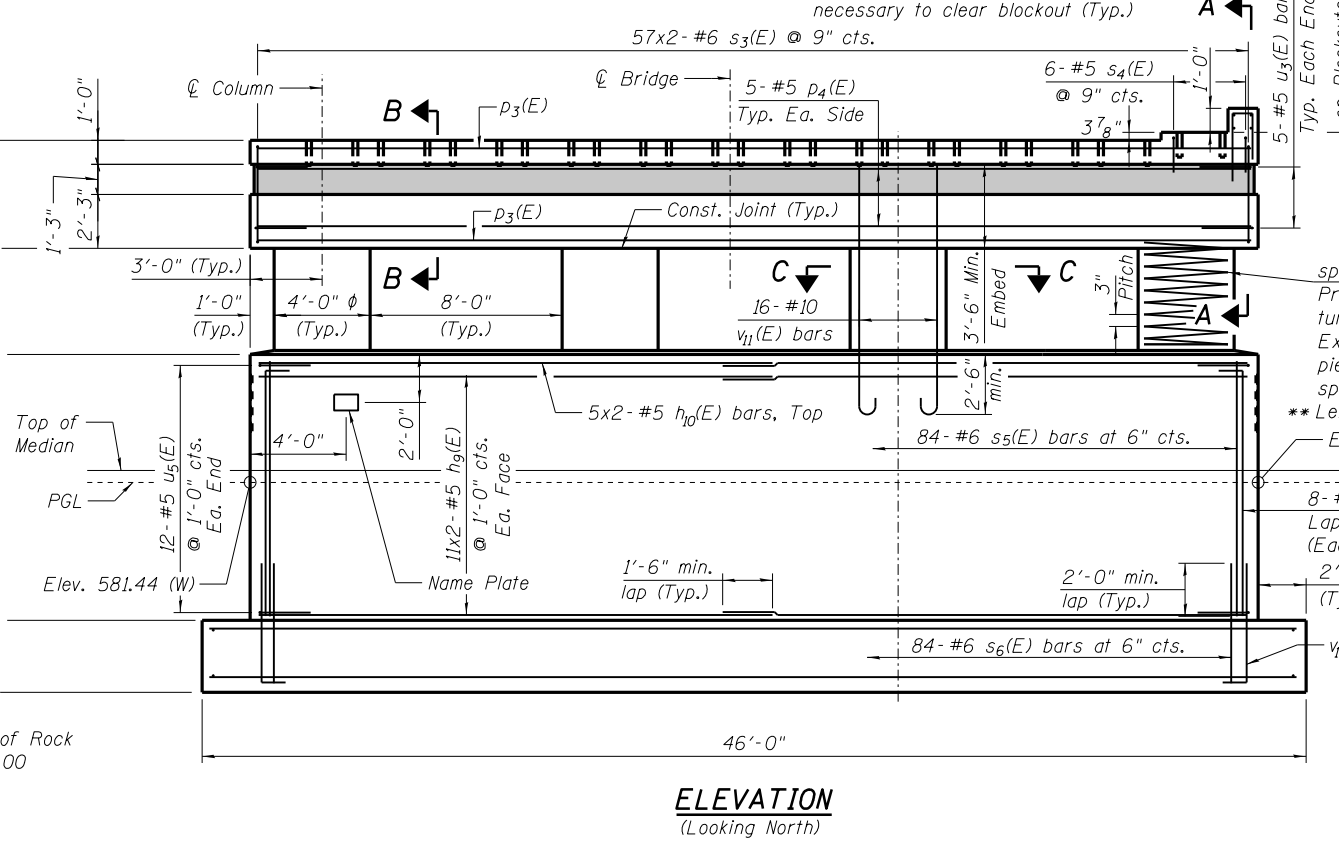 necessary to clear blockout (Typ.)
57x2-#6 s3(E) @ 9" cts.
A
5-#5 u3(E) bar
Typ. Each End
℄ Bridge
℄ Column
5-#5 p4(E)
Typ. Ea. Side
6-#5 s4(E)
@ 9" cts.
1'-0"
3 7/8"
1'-0"
B
p3(E)
1'-3"
2'-3"
p3(E)
Const. Joint (Typ.)
3'-0" (Typ.)
B
C
C
1'-0"
(Typ.)
4'-0" φ
(Typ.)
8'-0"
(Typ.)
16-#10
v11(E) bars
3'-6" Min.
Embed
3"
Pitch
A
sp
Pr
tur
Ex
pie
sp
** Le
2'-6"
min.
5x2-#5 h10(E) bars, Top
2'-0"
4'-0"
84-#6 s5(E) bars at 6" cts.
E
Top of
Median
PGL
12-#5 u5(E)
@ 1'-0" cts.
Ea. End
11x2-#5 h9(E)
@ 1'-0" cts.
Ea. Face
8-#
Lap
(Eac
Elev. 581.44 (W)
Name Plate
1'-6" min.
lap (Typ.)
2'-0" min.
lap (Typ.)
2'
(T
84-#6 s6(E) bars at 6" cts.
v1
of Rock
00
46'-0"
ELEVATION
(Looking North)